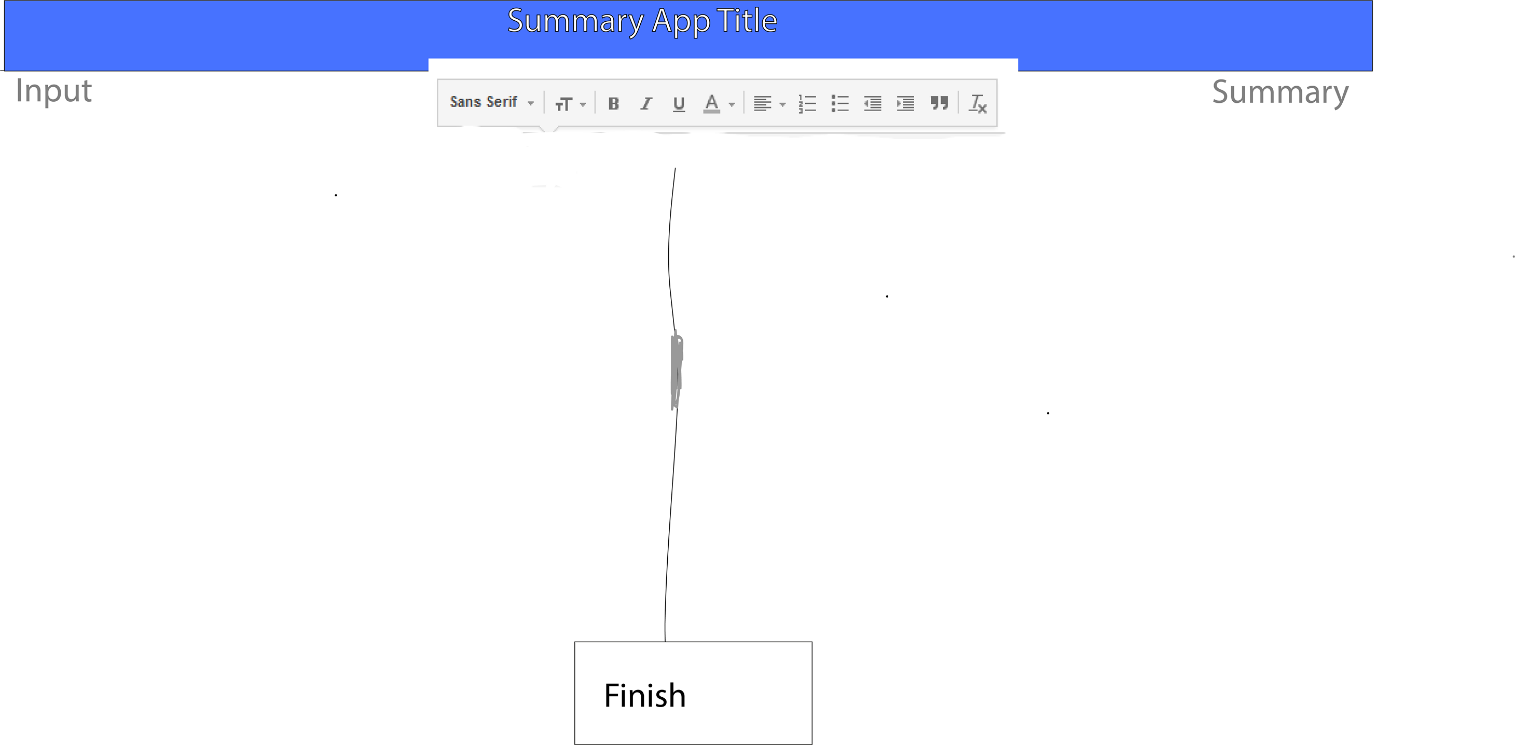 Summary App Title
Input
Summary
Sans Serif
Finish